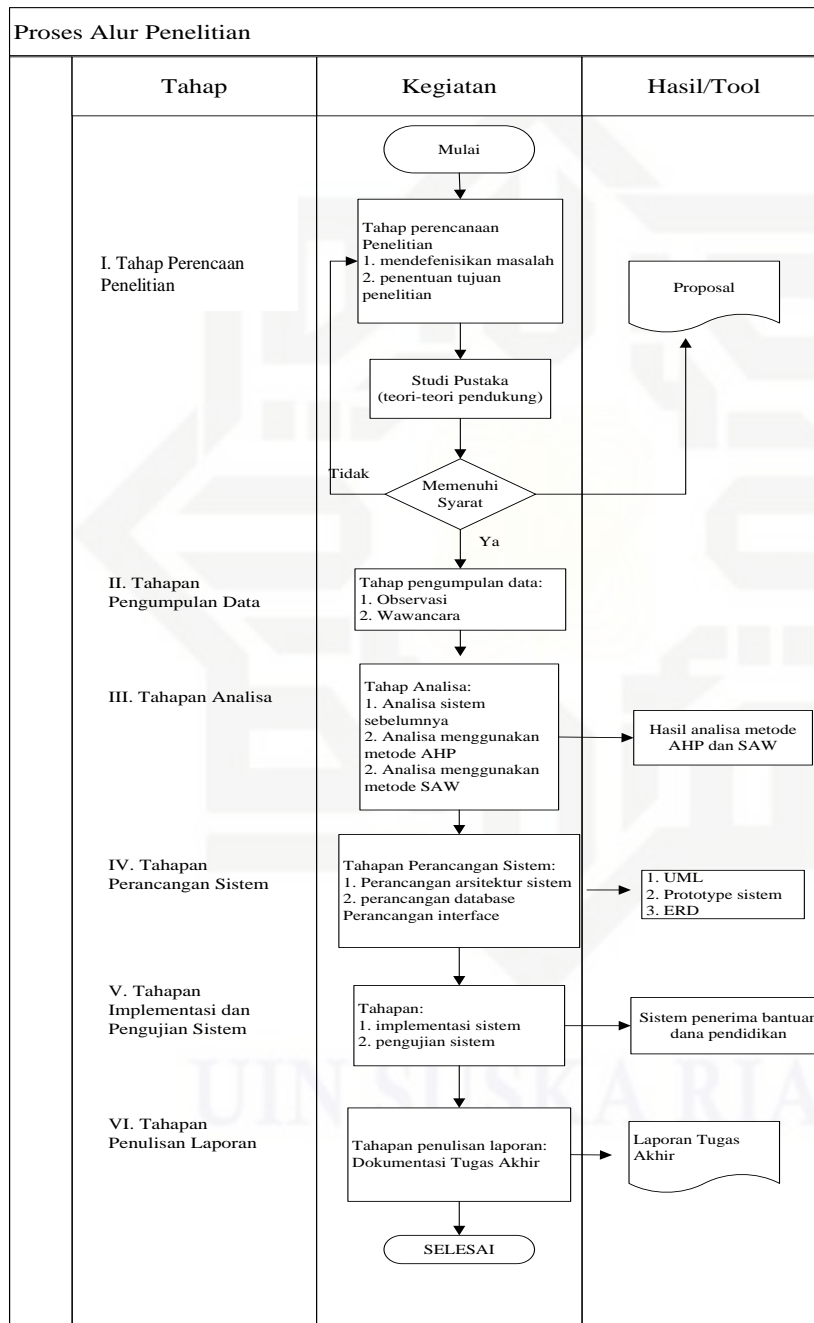 Proses Alur Penelitian
Tahap
Kegiatan
Hasil/Tool
Mulai
I. Tahap Perencaan
Penelitian
Tahap perencanaan
Penelitian
1. mendefenisikan masalah
2. penentuan tujuan
penelitian
Proposal
Studi Pustaka
(teori-teori pendukung)
Tidak
Memenuhi
Syarat
Ya
II. Tahapan
Pengumpulan Data
Tahap pengumpulan data:
1. Observasi
2. Wawancara
III. Tahapan Analisa
Tahap Analisa:
1. Analisa sistem
sebelumnya
2. Analisa menggunakan
metode AHP
2. Analisa menggunakan
metode SAW
Hasil analisa metode
AHP dan SAW
IV. Tahapan
Perancangan Sistem
Tahapan Perancangan Sistem:
1. Perancangan arsitektur sistem
2. perancangan database
Perancangan interface
1. UML
2. Prototype sistem
3. ERD
V. Tahapan
Implementasi dan
Pengujian Sistem
Tahapan:
1. implementasi sistem
2. pengujian sistem
Sistem penerima bantuan
dana pendidikan
UIN SUSKA RIA
VI. Tahapan
Penulisan Laporan
Tahapan penulisan laporan:
Dokumentasi Tugas Akhir
Laporan Tugas
Akhir
SELESAI